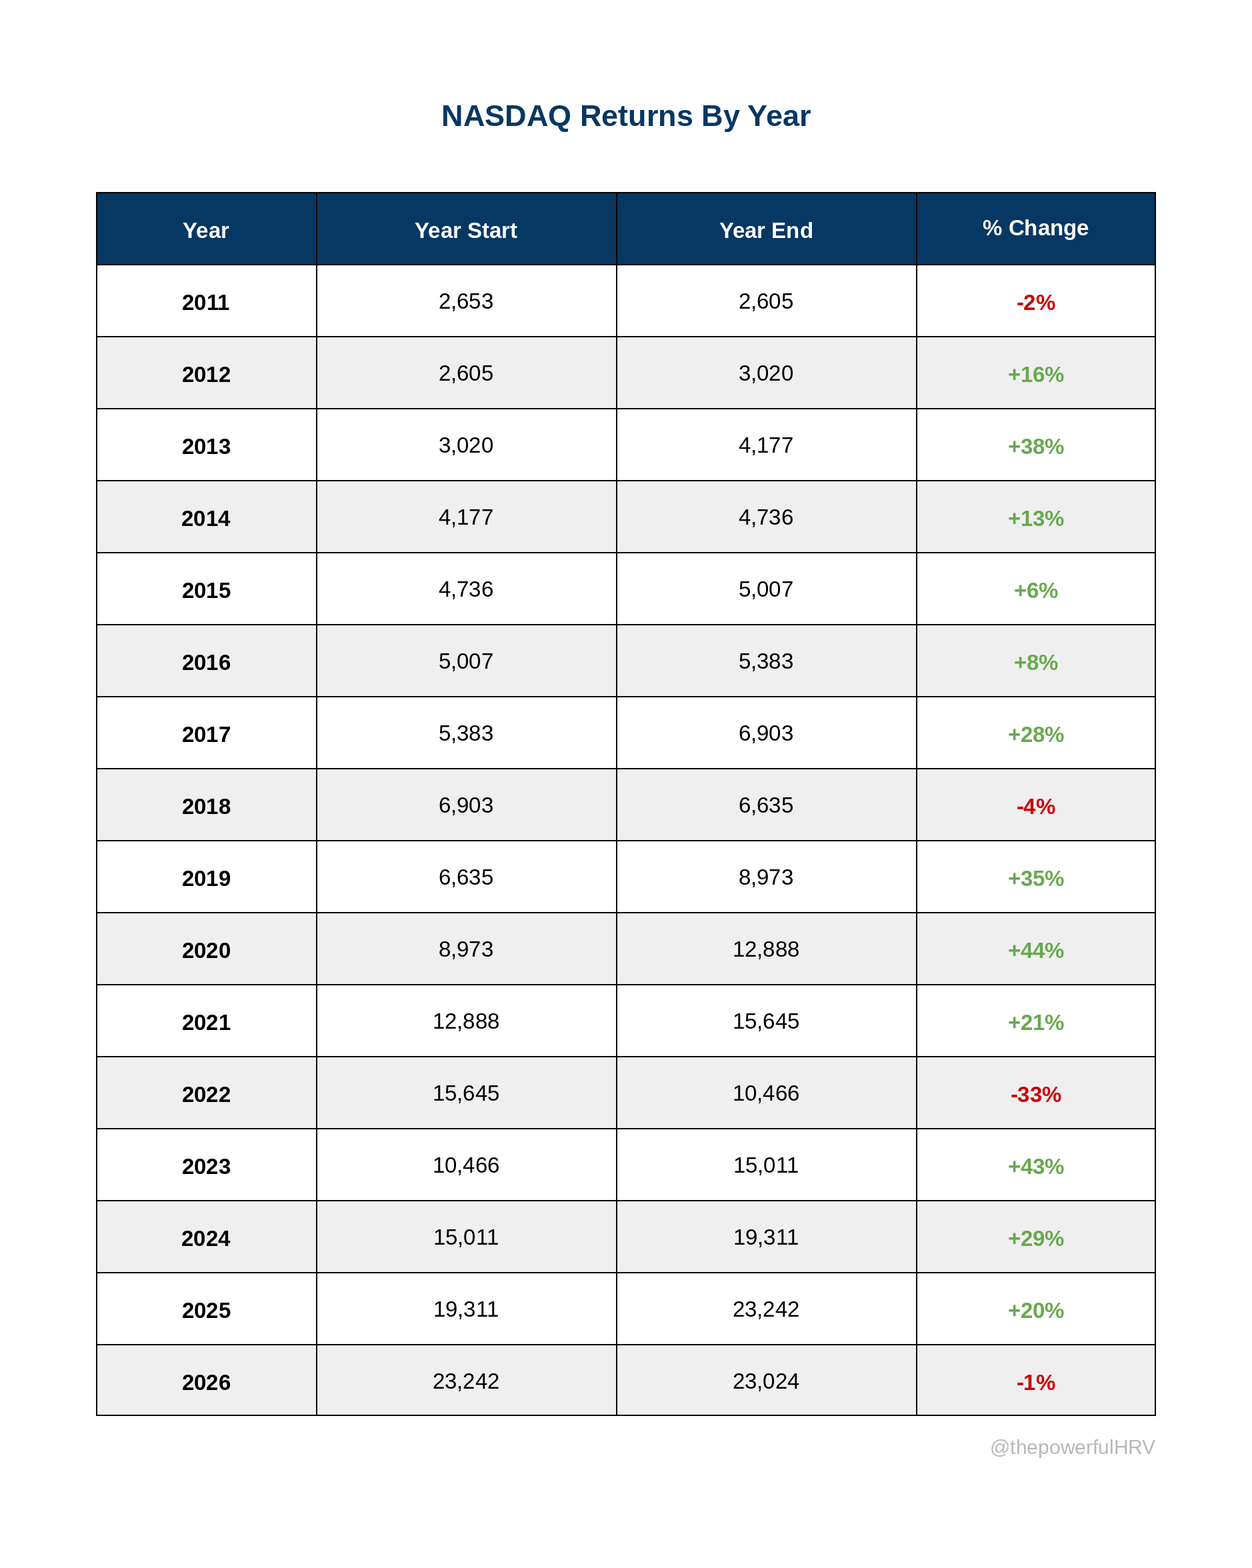 NASDAQ Returns By Year
Year Year Start Year End % Change
2011 2,653 2,605 -2%
2012 2,605 3,020 +16%
2013 3,020 4,177 +38%
2014 4,177 4,736 +13%
2015 4,736 5,007 +6%
2016 5,007 5,383 +8%
2017 5,383 6,903 +28%
2018 6,903 6,635 -4%
2019 6,635 8,973 +35%
2020 8,973 12,888 +44%
2021 12,888 15,645 +21%
2022 15,645 10,466 -33%
2023 10,466 15,011 +43%
2024 15,011 19,311 +29%
2025 19,311 23,242 +20%
2026 23,242 23,024 -1%
@thepowerfulHRV